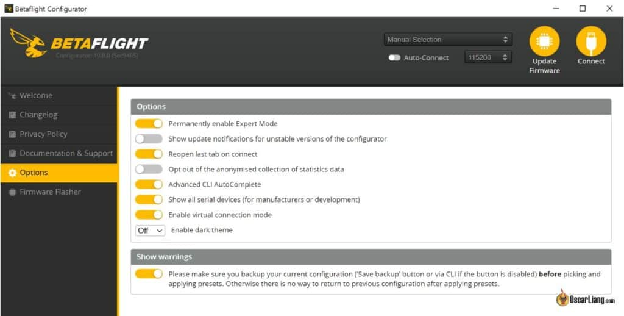 Betaflight Configurator
BETAFLIGHT
Manual Selection
Auto-Connect
115200
Update
Firmware
Connect
Welcome
Changelog
Privacy Policy
Documentation & Support
Options
Firmware Flasher
Options
Permanently enable Expert Mode
Show update notifications for unstable versions of the configurator
Reopen last tab on connect
Opt out of the anonymised collection of statistics data
Advanced CLI AutoComplete
Show all serial devices (for manufacturers or development)
Enable virtual connection mode
Off Enable dark theme
Show warnings
Please make sure you backup your current configuration ('Save backup' button or via CLI if the button is disabled) before picking and
applying presets. Otherwise there is no way to return to previous configuration after applying presets.
OscarLiang.com